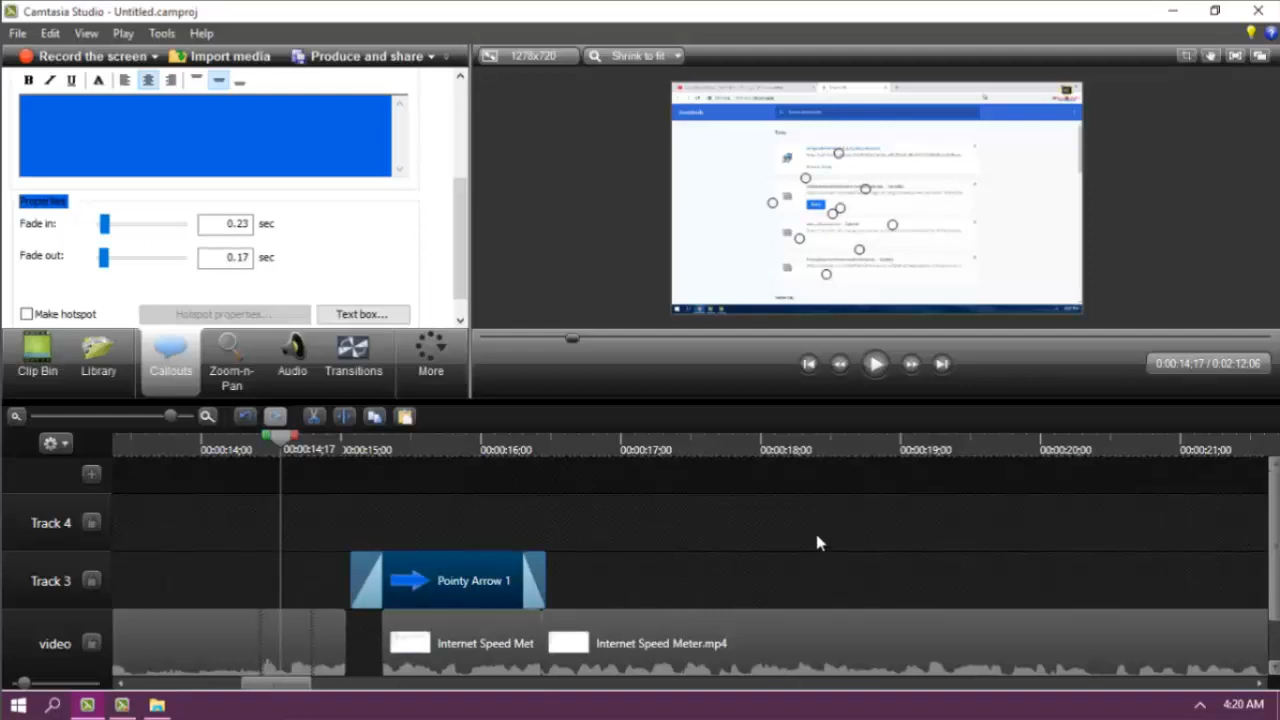 Camtasia Studio - Untitled.camproj
File Edit View Play Tools Help
Record the screen Import media Produce and share
1278x720 Shrink to fit
B I U A
Properties
Fade in: 0.23 sec
Fade out: 0.17 sec
Make hotspot Hotspot properties... Text box...
Clip Bin Library Callouts Zoom-n-Pan Audio Transitions More
0:00:14;17 / 0:02:12;06
00:00:14;00 00:00:14;17 00:00:15;00 00:00:16;00 00:00:17;00 00:00:18;00 00:00:19;00 00:00:20;00 00:00:21;00
Track 4
Track 3 Pointy Arrow 1
video Internet Speed Met Internet Speed Meter.mp4
4:20 AM